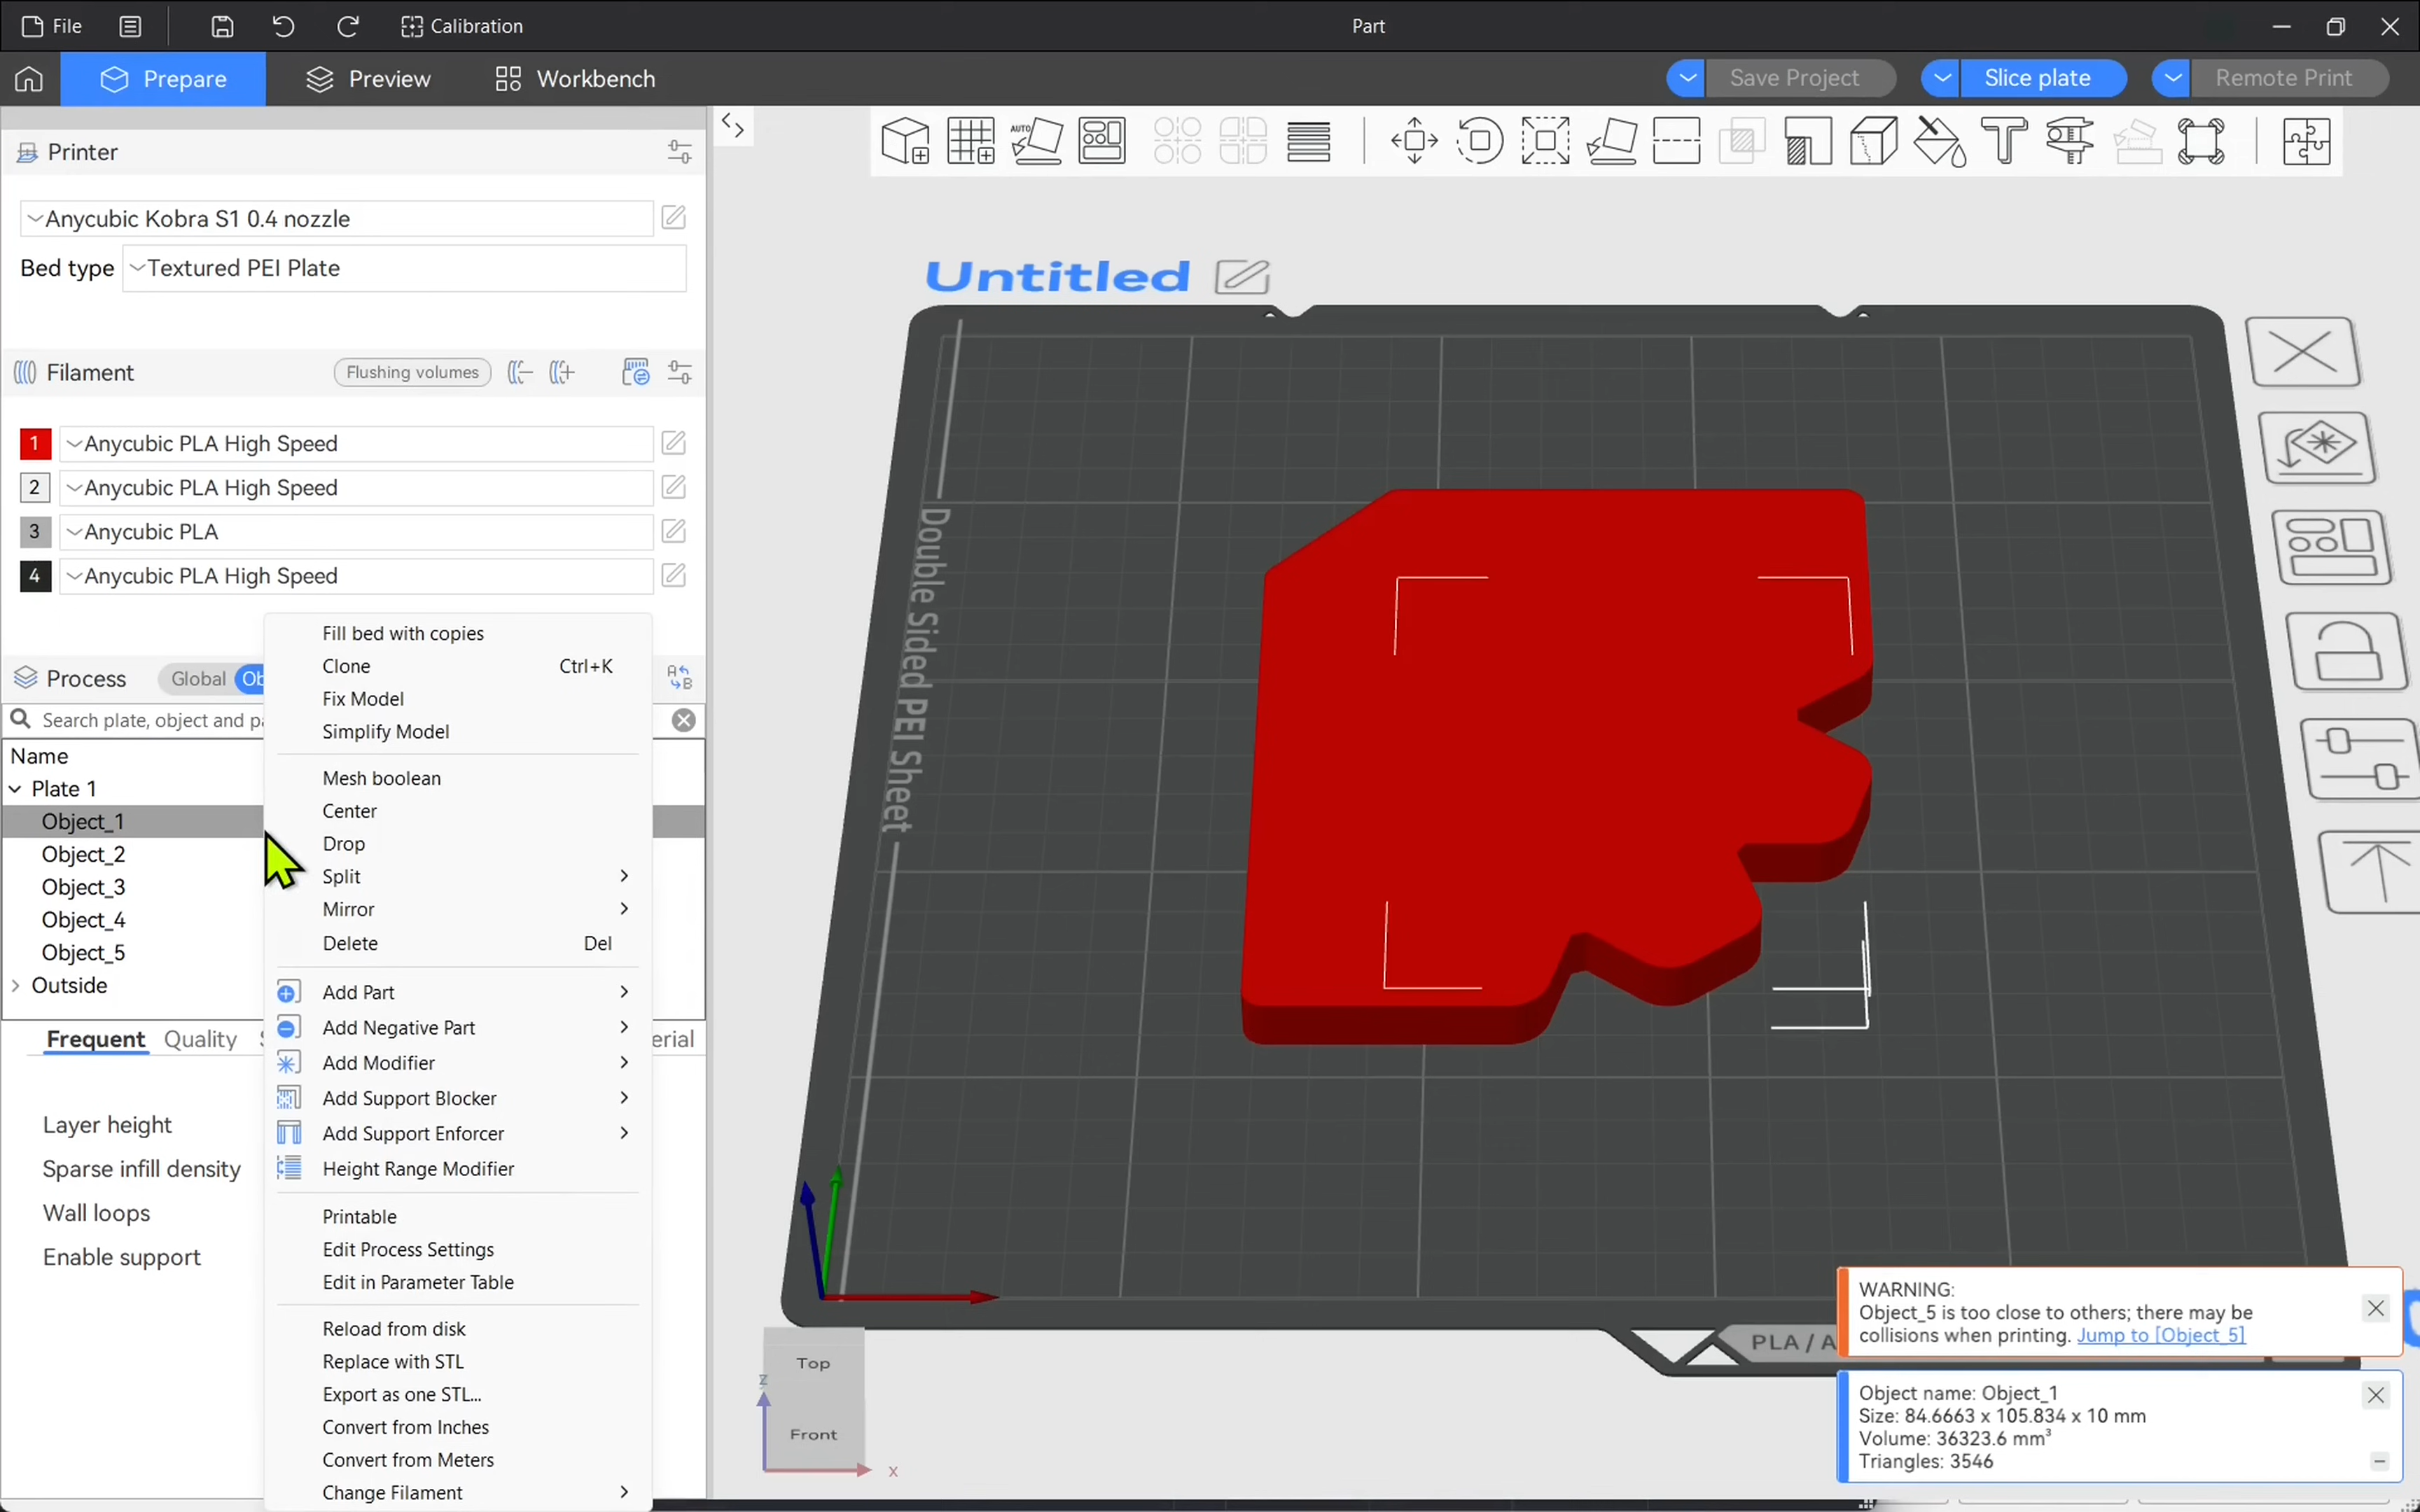 File
Calibration
Part
Prepare
Preview
Workbench
Save Project
Slice plate
Remote Print
Printer
Anycubic Kobra S1 0.4 nozzle
Bed type
Textured PEI Plate
Filament
Flushing volumes
1
Anycubic PLA High Speed
2
Anycubic PLA High Speed
3
Anycubic PLA
4
Anycubic PLA High Speed
Process
Global
Search plate, object and
Name
Plate 1
Object_1
Object_2
Object_3
Object_4
Object_5
Outside
Frequent
Quality
Layer height
Sparse infill density
Wall loops
Enable support
Fill bed with copies
Clone Ctrl+K
Fix Model
Simplify Model
Mesh boolean
Center
Drop
Split
Mirror
Delete Del
Add Part
Add Negative Part
Add Modifier
Add Support Blocker
Add Support Enforcer
Height Range Modifier
Printable
Edit Process Settings
Edit in Parameter Table
Reload from disk
Replace with STL
Export as one STL...
Convert from Inches
Convert from Meters
Change Filament
AUTO
Untitled
Double Sided PEI Sheet
PLA / A
Top
Front
z
x
WARNING:
Object_5 is too close to others; there may be
collisions when printing. Jump to [Object_5]
Object name: Object_1
Size: 84.6663 x 105.834 x 10 mm
Volume: 36323.6 mm³
Triangles: 3546